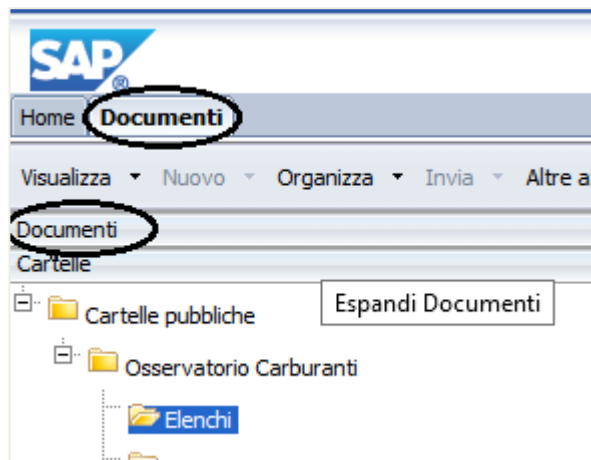 SAP®
Home Documenti
Visualizza Nuovo Organizza Invia Altre a
Documenti
Cartelle
Cartelle pubbliche
Espandi Documenti
Osservatorio Carburanti
Elenchi